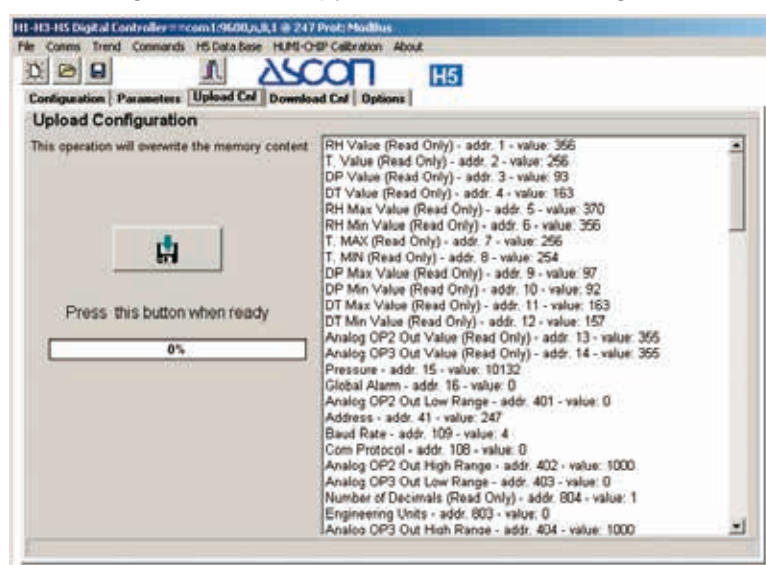 H1-H3-H5 Digital Controller==com1:9600,n,8,1 @ 247 Prot: Modbus
File Comms Trend Commands H5 Data Base HUMI-CHIP Calibration About
ASCON H5
Configuration Parameters Upload Cnf Download Cnf Options
Upload Configuration
This operation will overwrite the memory content
Press this button when ready
0%
RH Value (Read Only) - addr. 1 - value: 356
T. Value (Read Only) - addr. 2 - value: 256
DP Value (Read Only) - addr. 3 - value: 93
DT Value (Read Only) - addr. 4 - value: 163
RH Max Value (Read Only) - addr. 5 - value: 370
RH Min Value (Read Only) - addr. 6 - value: 356
T. MAX (Read Only) - addr. 7 - value: 256
T. MIN (Read Only) - addr. 8 - value: 254
DP Max Value (Read Only) - addr. 9 - value: 97
DP Min Value (Read Only) - addr. 10 - value: 92
DT Max Value (Read Only) - addr. 11 - value: 163
DT Min Value (Read Only) - addr. 12 - value: 157
Analog OP2 Out Value (Read Only) - addr. 13 - value: 355
Analog OP3 Out Value (Read Only) - addr. 14 - value: 355
Pressure - addr. 15 - value: 10132
Global Alarm - addr. 16 - value: 0
Analog OP2 Out Low Range - addr. 401 - value: 0
Address - addr. 41 - value: 247
Baud Rate - addr. 109 - value: 4
Com Protocol - addr. 108 - value: 0
Analog OP2 Out High Range - addr. 402 - value: 1000
Analog OP3 Out Low Range - addr. 403 - value: 0
Number of Decimals (Read Only) - addr. 804 - value: 1
Engineering Units - addr. 803 - value: 0
Analog OP3 Out High Range - addr. 404 - value: 1000